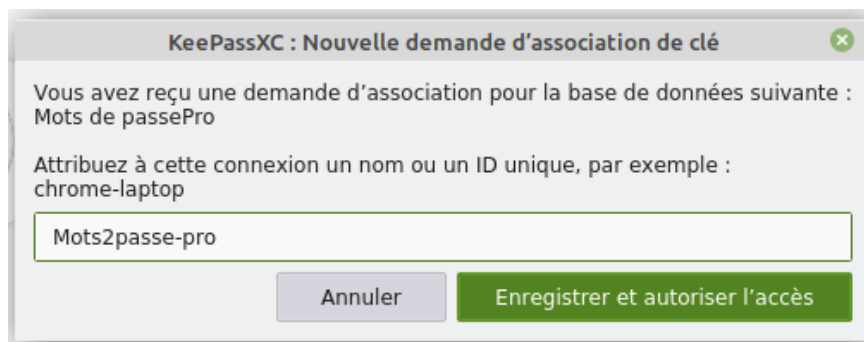 KeePassXC : Nouvelle demande d’association de clé
Vous avez reçu une demande d’association pour la base de données suivante :
Mots de passePro
Attribuez à cette connexion un nom ou un ID unique, par exemple :
chrome-laptop
Mots2passe-pro
Annuler
Enregistrer et autoriser l’accès